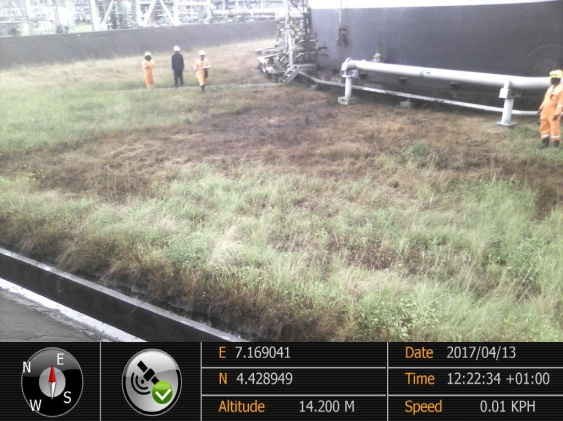 N E
W S
E 7.169041 Date 2017/04/13
N 4.428949 Time 12:22:34 +01:00
Altitude 14.200 M Speed 0.01 KPH